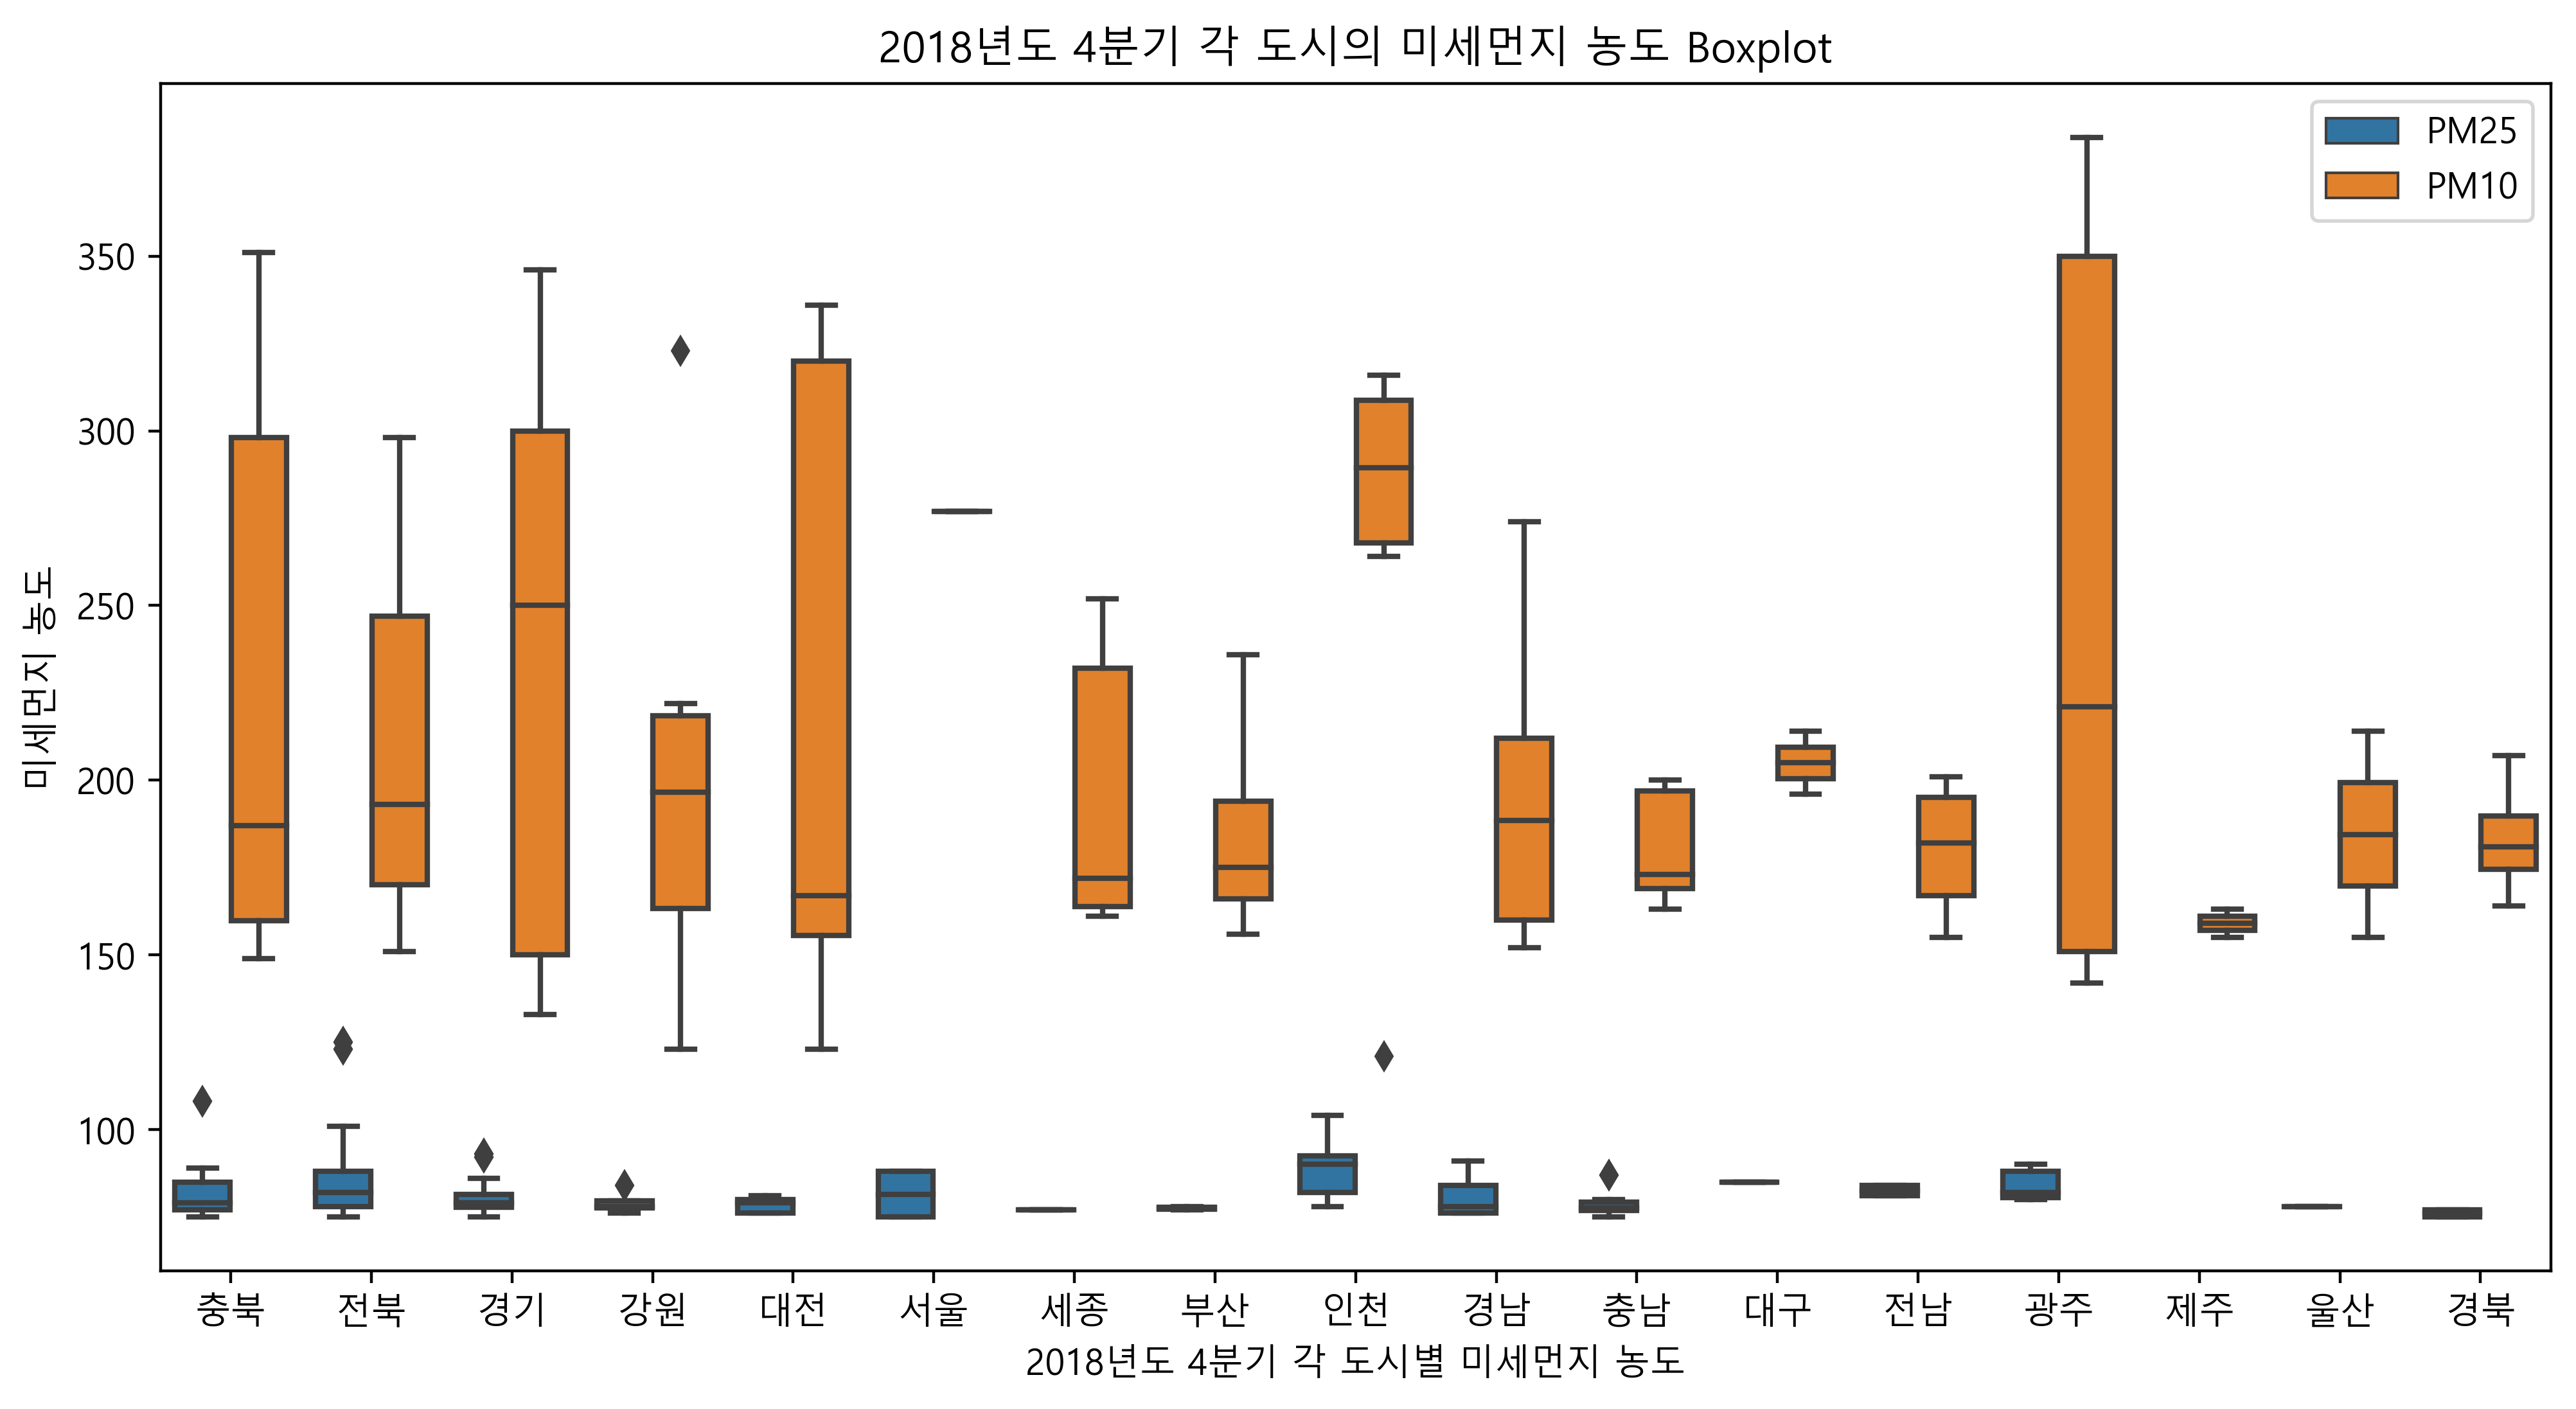 2018년도 4분기 각 도시의 미세먼지 농도 Boxplot
PM25
PM10
미세먼지 농도
350
300
250
200
150
100
충북 전북 경기 강원 대전 서울 세종 부산 인천 경남 충남 대구 전남 광주 제주 울산 경북
2018년도 4분기 각 도시별 미세먼지 농도